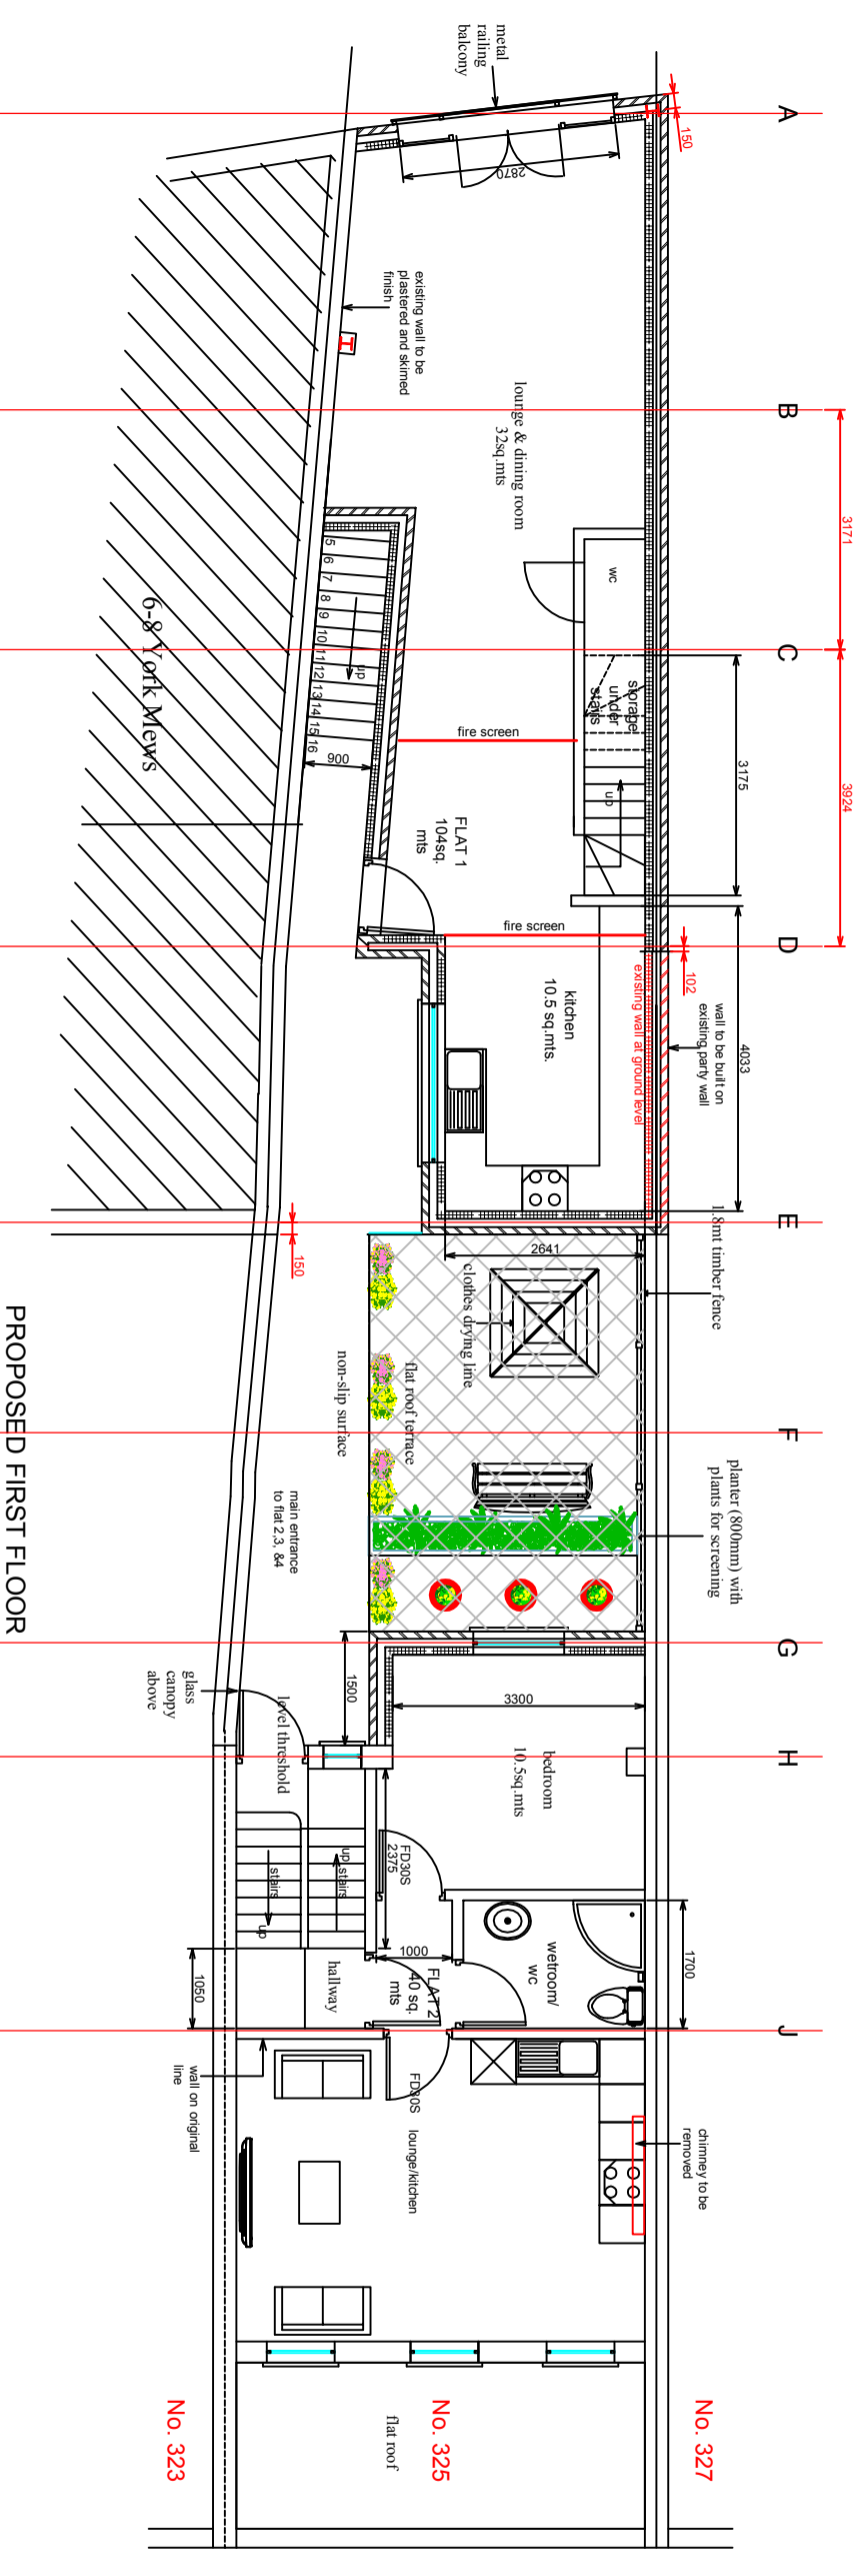 A
B
C
D
E
F
G
H
J
3171
3924
150
metal
railing
balcony
2870
existing wall to be
plastered and skimed
finish
lounge & dining room
32sq.mts
wc
storage
under
stairs
up
3175
5
6
7
8
9
10
11
12
13
14
15
16
up
900
fire screen
FLAT 1
104sq.
mts
fire screen
6-8 York Mews
102
4033
wall to be built on
existing party wall
existing wall at ground level
kitchen
10.5 sq.mts.
150
2641
1.8mt timber fence
clothes drying line
flat roof terrace
non-slip surface
planter (800mm) with
plants for screening
main entrance
to flat 2,3, &4
1500
3300
glass
canopy
above
level threshold
bedroom
10.5sq.mts
FD30S
2375
up
stairs
stairs
up
1050
hallway
1000
FLAT 2
40 sq.
mts
wetroom/
wc
1700
wall on original
line
FD30S
lounge/kitchen
chimney to be
removed
flat roof
No. 327
No. 325
No. 323
PROPOSED FIRST FLOOR